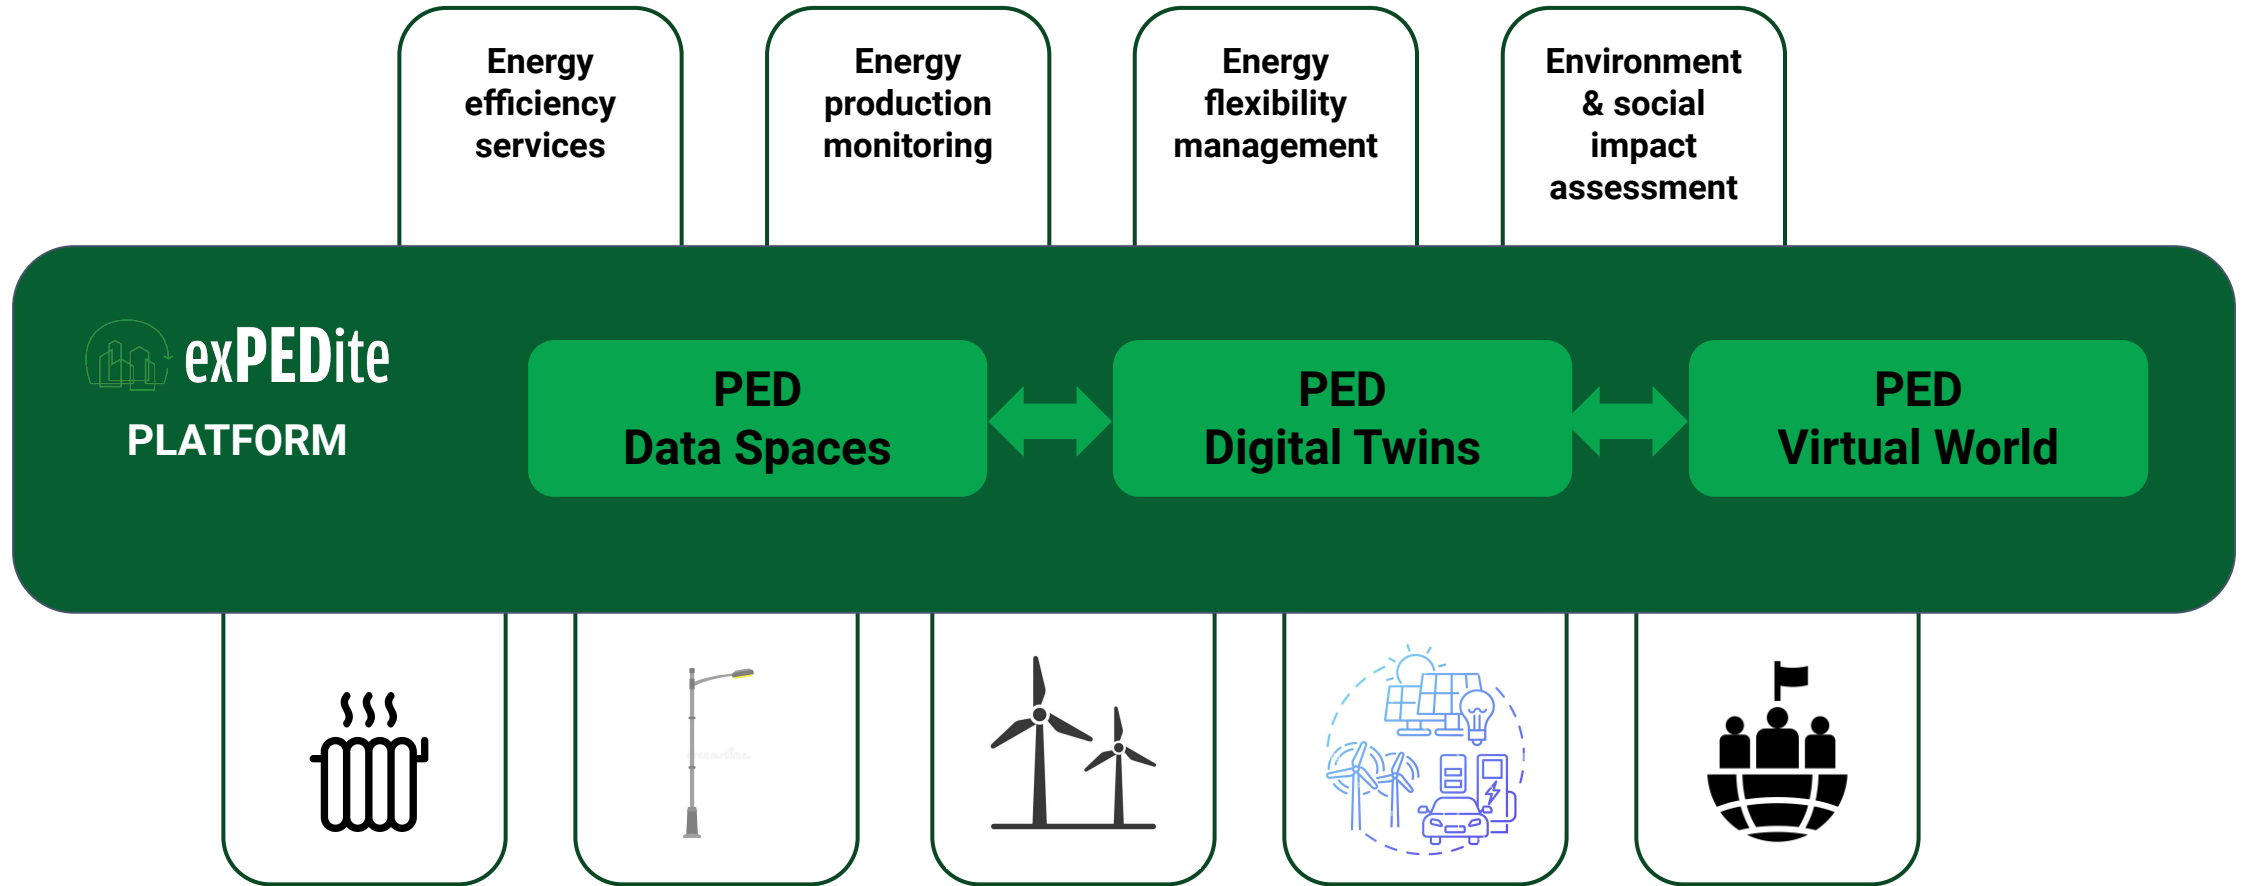 Energy
efficiency
services
Energy
production
monitoring
Energy
flexibility
management
Environment
& social
impact
assessment
exPEDite
PLATFORM
PED
Data Spaces
PED
Digital Twins
PED
Virtual World